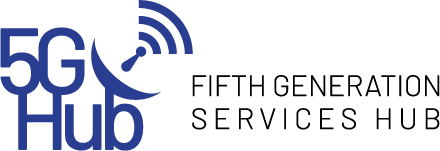 5G
Hub
FIFTH GENERATION
SERVICES HUB